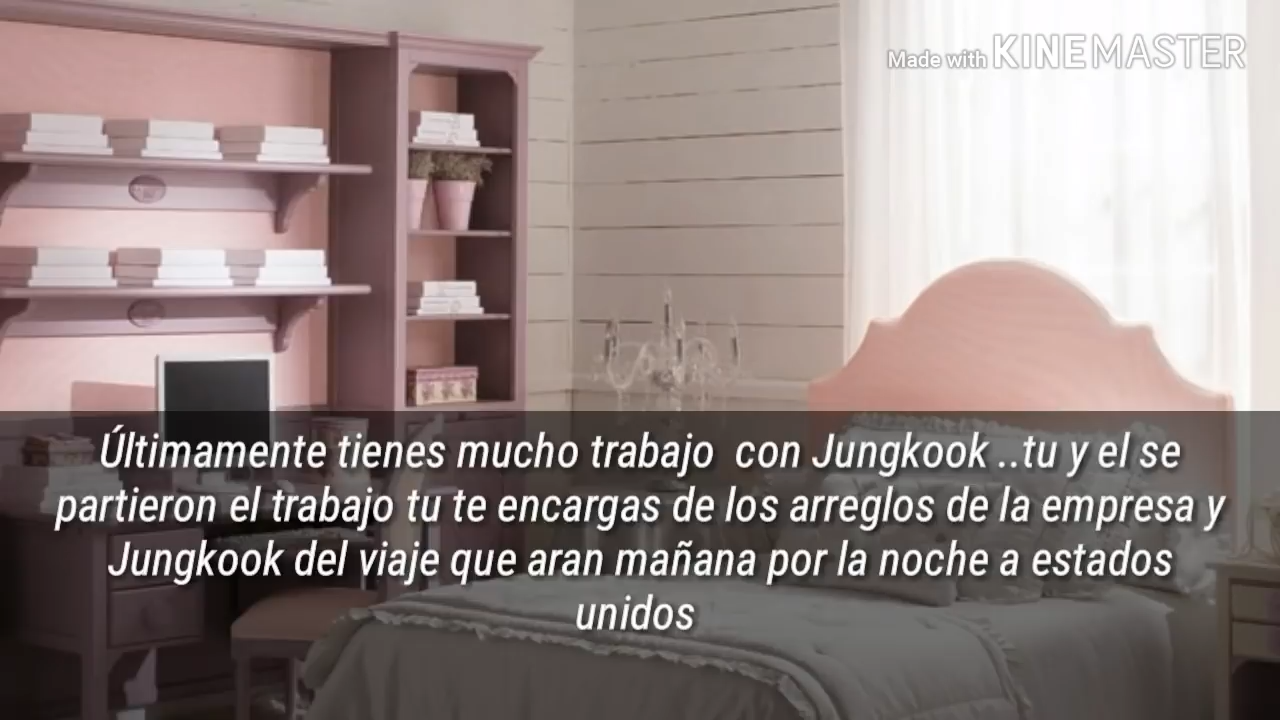 Made with KINEMASTER
Últimamente tienes mucho trabajo con Jungkook ..tu y el se
partieron el trabajo tu te encargas de los arreglos de la empresa y
Jungkook del viaje que aran mañana por la noche a estados
unidos